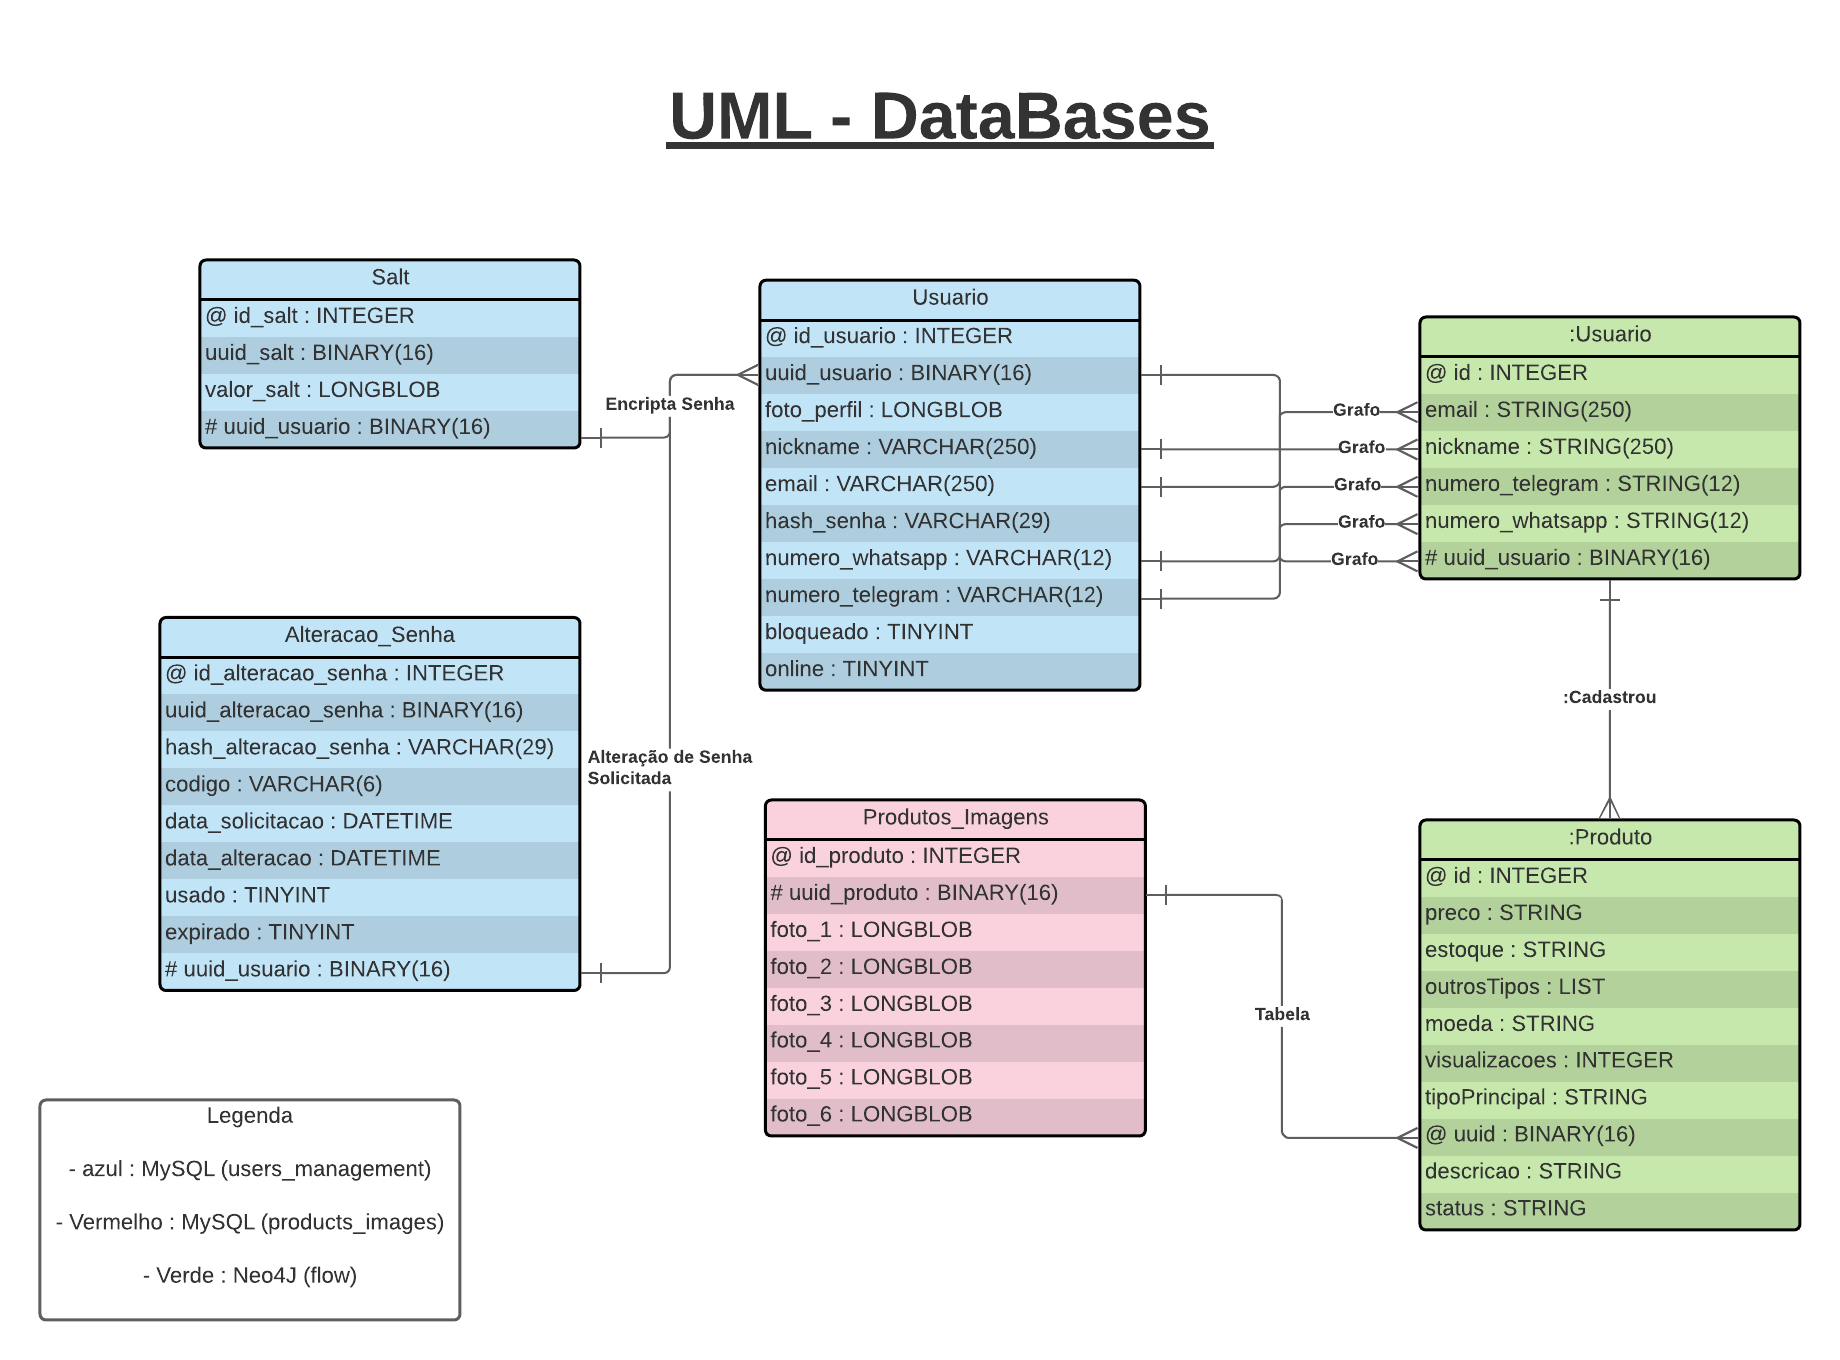 UML - DataBases
Salt
@ id_salt : INTEGER
uuid_salt : BINARY(16)
valor_salt : LONGBLOB
# uuid_usuario : BINARY(16)
Encripta Senha
Usuario
@ id_usuario : INTEGER
uuid_usuario : BINARY(16)
foto_perfil : LONGBLOB
nickname : VARCHAR(250)
email : VARCHAR(250)
hash_senha : VARCHAR(29)
numero_whatsapp : VARCHAR(12)
numero_telegram : VARCHAR(12)
bloqueado : TINYINT
online : TINYINT
Grafo
Grafo
Grafo
Grafo
Grafo
:Usuario
@ id : INTEGER
email : STRING(250)
nickname : STRING(250)
numero_telegram : STRING(12)
numero_whatsapp : STRING(12)
# uuid_usuario : BINARY(16)
:Cadastrou
Alteracao_Senha
@ id_alteracao_senha : INTEGER
uuid_alteracao_senha : BINARY(16)
hash_alteracao_senha : VARCHAR(29)
codigo : VARCHAR(6)
data_solicitacao : DATETIME
data_alteracao : DATETIME
usado : TINYINT
expirado : TINYINT
# uuid_usuario : BINARY(16)
Alteração de Senha
Solicitada
Produtos_Imagens
@ id_produto : INTEGER
# uuid_produto : BINARY(16)
foto_1 : LONGBLOB
foto_2 : LONGBLOB
foto_3 : LONGBLOB
foto_4 : LONGBLOB
foto_5 : LONGBLOB
foto_6 : LONGBLOB
Tabela
:Produto
@ id : INTEGER
preco : STRING
estoque : STRING
outrosTipos : LIST
moeda : STRING
visualizacoes : INTEGER
tipoPrincipal : STRING
@ uuid : BINARY(16)
descricao : STRING
status : STRING
Legenda
- azul : MySQL (users_management)
- Vermelho : MySQL (products_images)
- Verde : Neo4J (flow)